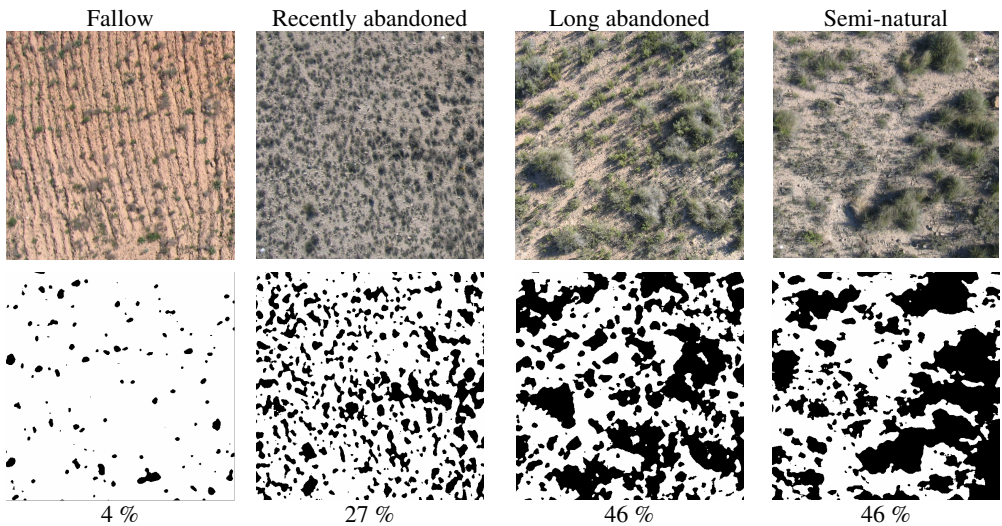 Fallow
Recently abandoned
Long abandoned
Semi-natural
4 %
27 %
46 %
46 %